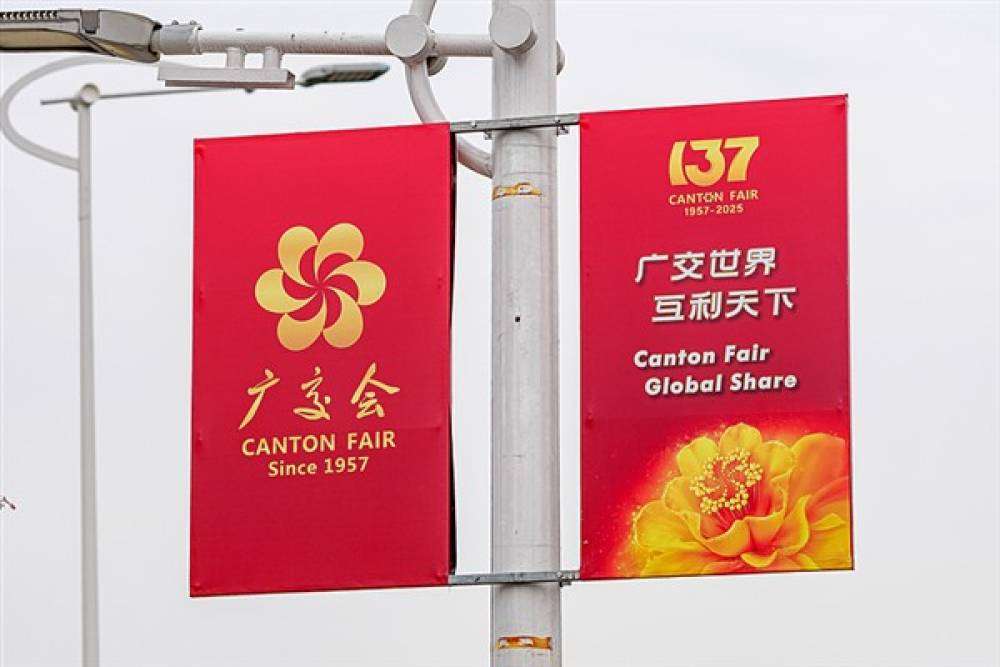 广交会
CANTON FAIR
Since 1957
137
CANTON FAIR
1957-2025
广交世界
互利天下
Canton Fair
Global Share